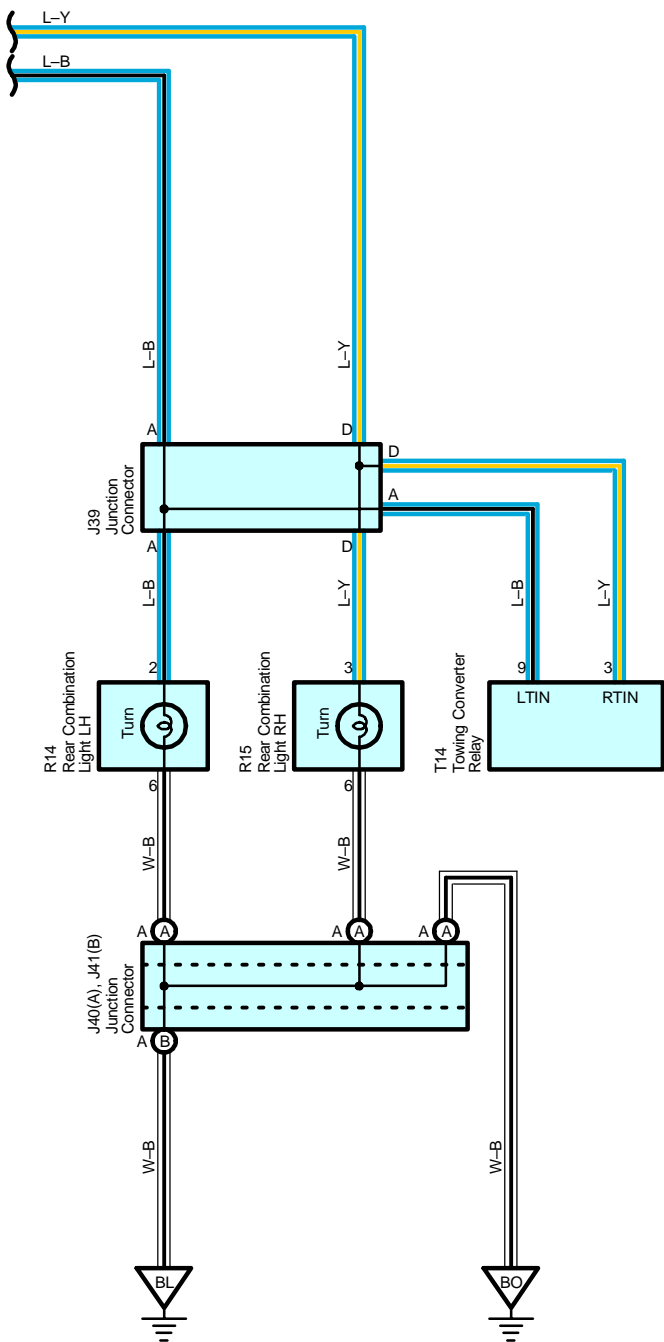 L–Y
L–B
L–B
L–Y
A
D
D
A
J39
Junction
Connector
A
D
L–B
L–Y
L–B
L–Y
2
3
9
3
R14
Rear Combination
Light LH
Turn
R15
Rear Combination
Light RH
Turn
T14
Towing Converter
Relay
LTIN
RTIN
6
6
W–B
W–B
A
A
A
A
A
A
J40(A), J41(B)
Junction
Connector
A
B
W–B
W–B
BL
BO